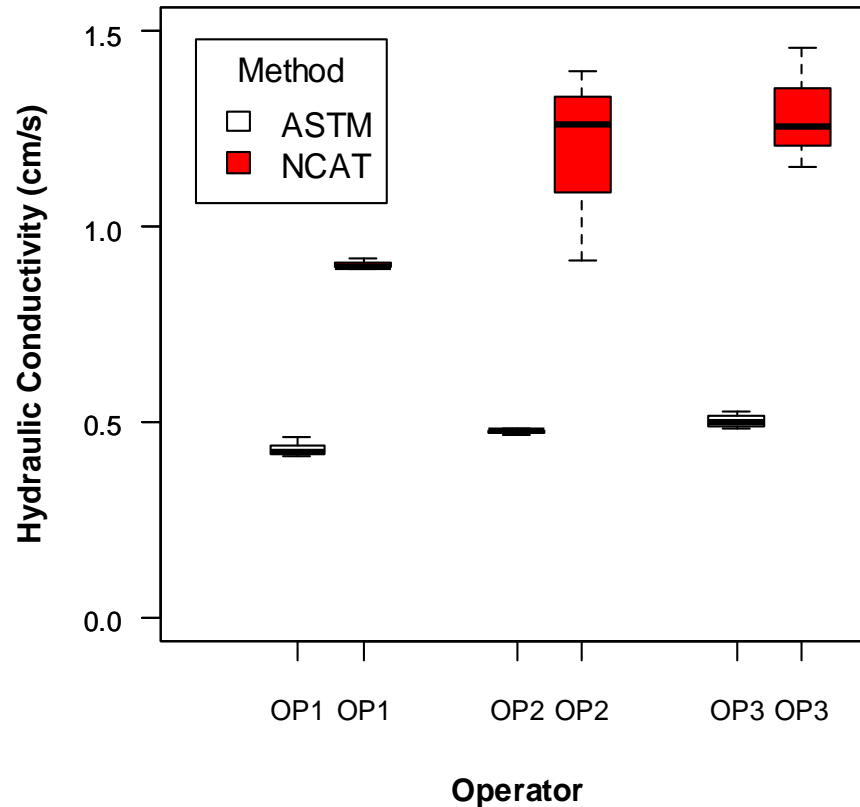 1.5
1.0
0.5
0.0
Hydraulic Conductivity (cm/s)
Method
ASTM
NCAT
OP1 OP1 OP2 OP2 OP3 OP3
Operator